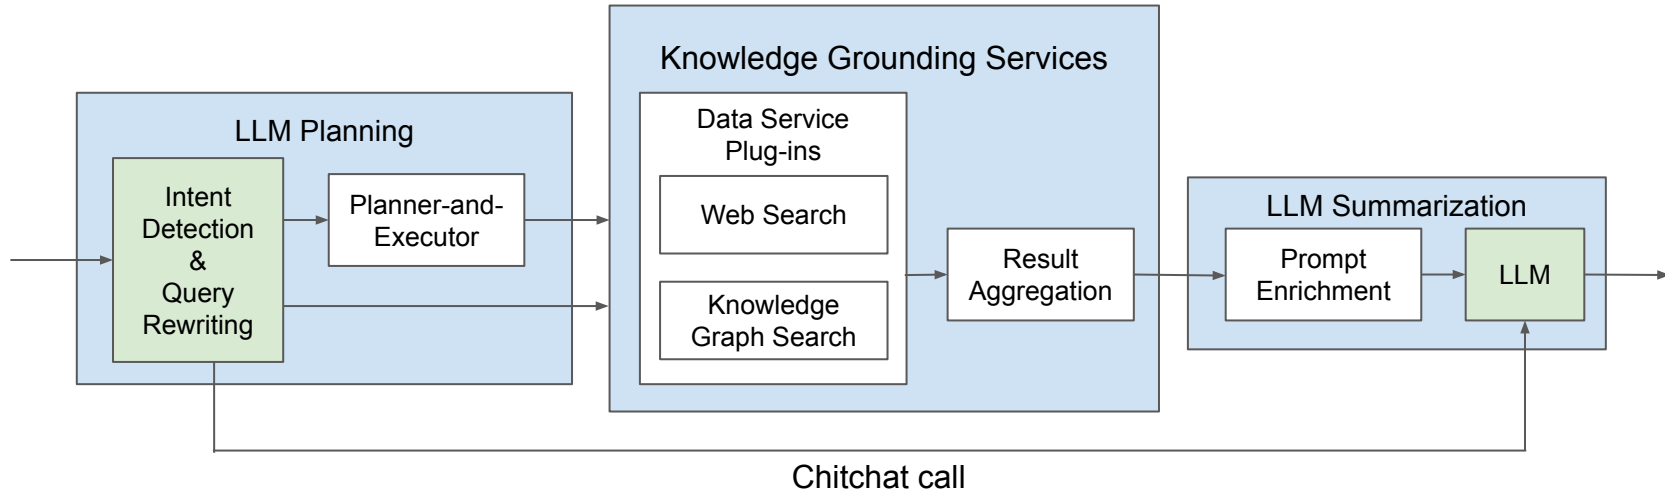 LLM Planning
Intent
Detection
&
Query
Rewriting
Planner-and-
Executor
Knowledge Grounding Services
Data Service
Plug-ins
Web Search
Knowledge
Graph Search
Result
Aggregation
LLM Summarization
Prompt
Enrichment
LLM
Chitchat call